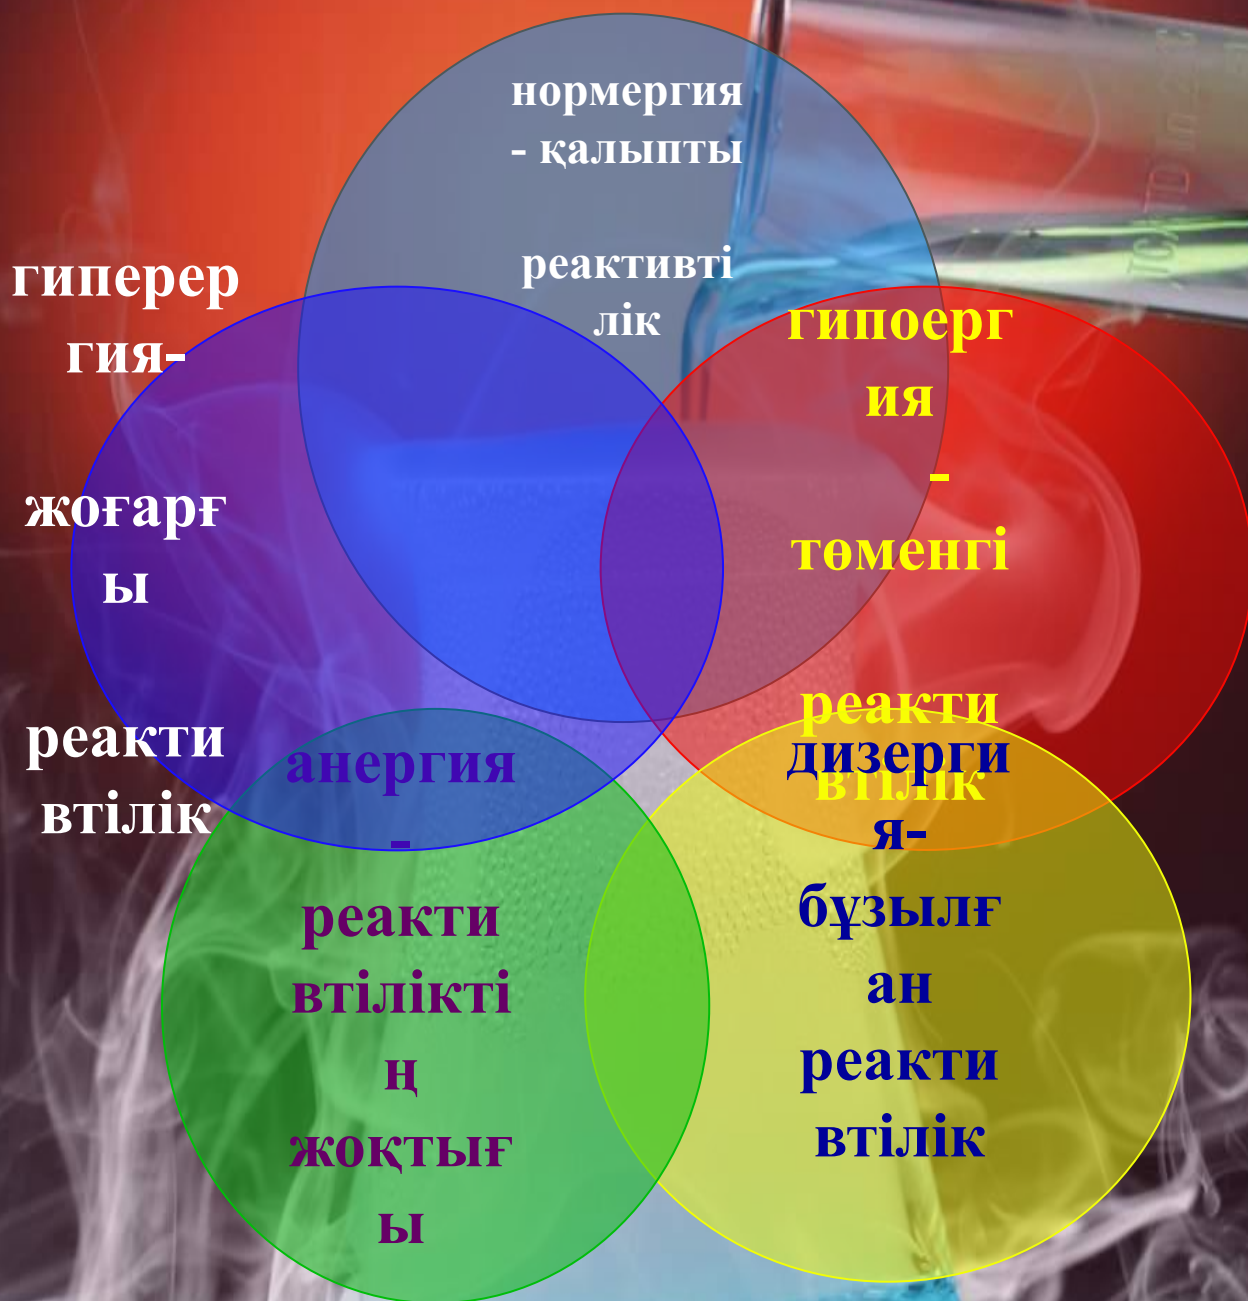 нормергия
- қалыпты
реактивті
лік
гиперер
гия-
жоғарғ
ы
реакти
втілік
гипоерг
ия
-
төменгі
реакти
втілік
анергия
-
реакти
втілікті
ң
жоқтығ
ы
дизерги
я-
бұзылғ
ан
реакти
втілік